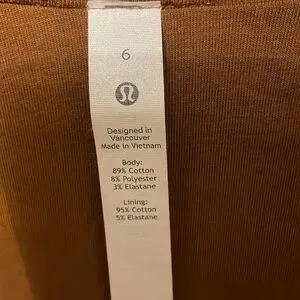 6
Designed in
Vancouver
Made in Vietnam
Body:
89% Cotton
8% Polyester
3% Elastane
Lining:
95% Cotton
5% Elastane